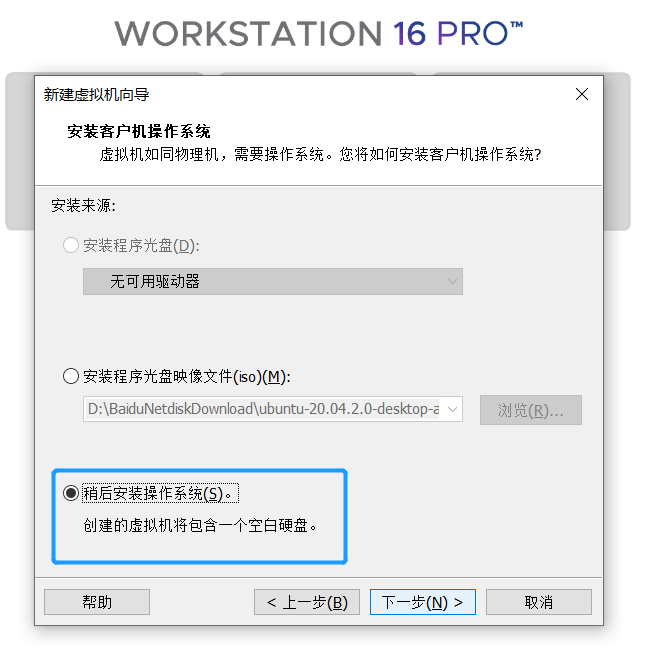 WORKSTATION 16 PRO™
新建虚拟机向导
安装客户机操作系统
虚拟机如同物理机，需要操作系统。您将如何安装客户机操作系统?
安装来源:
安装程序光盘(D):
无可用驱动器
安装程序光盘映像文件(iso)(M):
D:\BaiduNetdiskDownload\ubuntu-20.04.2.0-desktop-a
浏览(R)...
稍后安装操作系统(S)。
创建的虚拟机将包含一个空白硬盘。
帮助
< 上一步(B)
下一步(N) >
取消